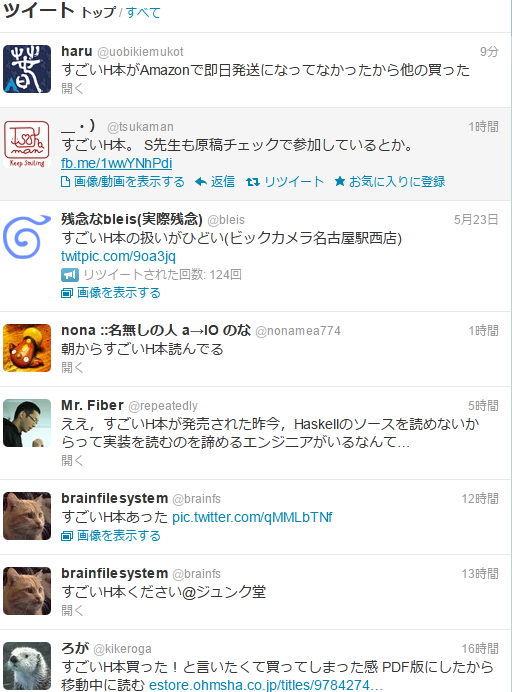 ツイート トップ / すべて
haru @uobikiemukot 9分
すごいH本がAmazonで即日発送になってなかったから他の買った
開く
__・） @tsukaman 1時間
すごいH本。 S先生も原稿チェックで参加しているとか。
fb.me/1wwYNhPdi
画像/動画を表示する 返信 リツイート お気に入りに登録
残念なbleis(実際残念) @bleis 5月23日
すごいH本の扱いがひどい(ビックカメラ名古屋駅西店)
twitpic.com/9oa3jq
リツイートされた回数: 124回
画像を表示する
nona ::名無しの人 a→IO のな @nonamea774 1時間
朝からすごいH本読んでる
開く
Mr. Fiber @repeatedly 5時間
ええ，すごいH本が発売された昨今，Haskellのソースを読めないか
らって実装を読むのを諦めるエンジニアがいるなんて…
開く
brainfilesystem @brainfs 12時間
すごいH本あった pic.twitter.com/qMMLbTNf
画像を表示する
brainfilesystem @brainfs 13時間
すごいH本ください@ジュンク堂
開く
ろが @kikeroga 16時間
すごいH本買った！と言いたくて買ってしまった感 PDF版にしたから
移動中に読む estore.ohmsha.co.jp/titles/9784274…